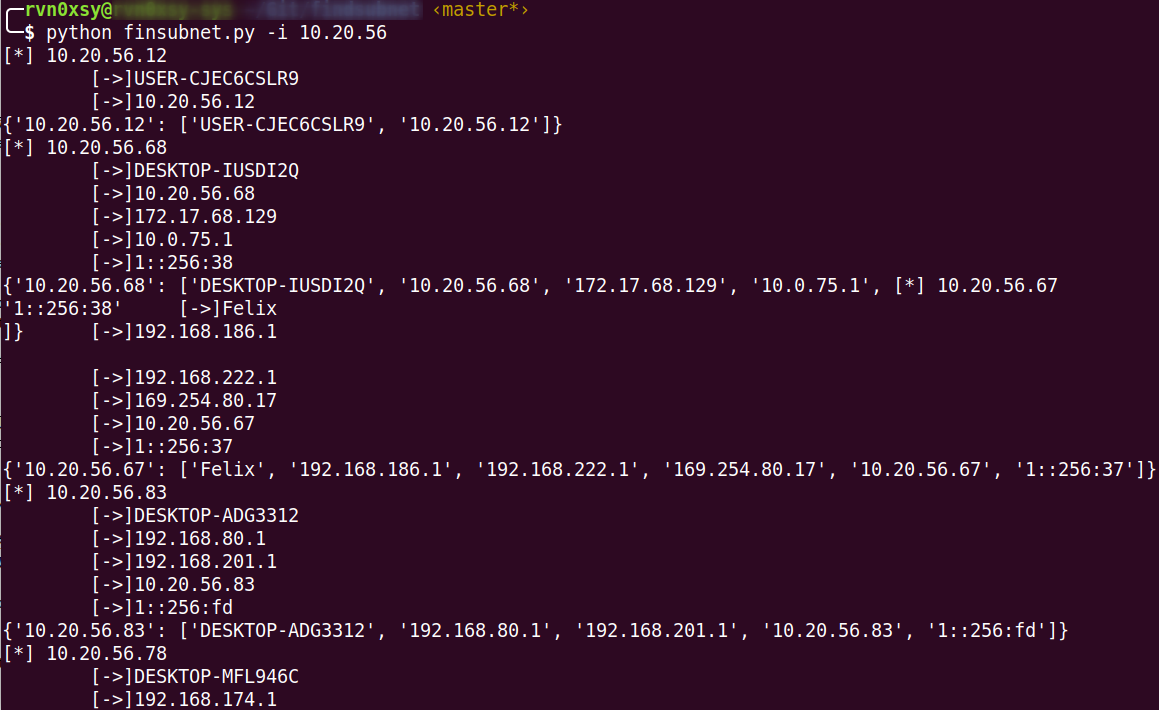 rvn0xsy@ ‹master*›
$ python finsubnet.py -i 10.20.56
[*] 10.20.56.12
[->]USER-CJEC6CSLR9
[->]10.20.56.12
{'10.20.56.12': ['USER-CJEC6CSLR9', '10.20.56.12']}
[*] 10.20.56.68
[->]DESKTOP-IUSDI2Q
[->]10.20.56.68
[->]172.17.68.129
[->]10.0.75.1
[->]1::256:38
{'10.20.56.68': ['DESKTOP-IUSDI2Q', '10.20.56.68', '172.17.68.129', '10.0.75.1', [*] 10.20.56.67
'1::256:38' [->]Felix
]} [->]192.168.186.1
[->]192.168.222.1
[->]169.254.80.17
[->]10.20.56.67
[->]1::256:37
{'10.20.56.67': ['Felix', '192.168.186.1', '192.168.222.1', '169.254.80.17', '10.20.56.67', '1::256:37']}
[*] 10.20.56.83
[->]DESKTOP-ADG3312
[->]192.168.80.1
[->]192.168.201.1
[->]10.20.56.83
[->]1::256:fd
{'10.20.56.83': ['DESKTOP-ADG3312', '192.168.80.1', '192.168.201.1', '10.20.56.83', '1::256:fd']}
[*] 10.20.56.78
[->]DESKTOP-MFL946C
[->]192.168.174.1